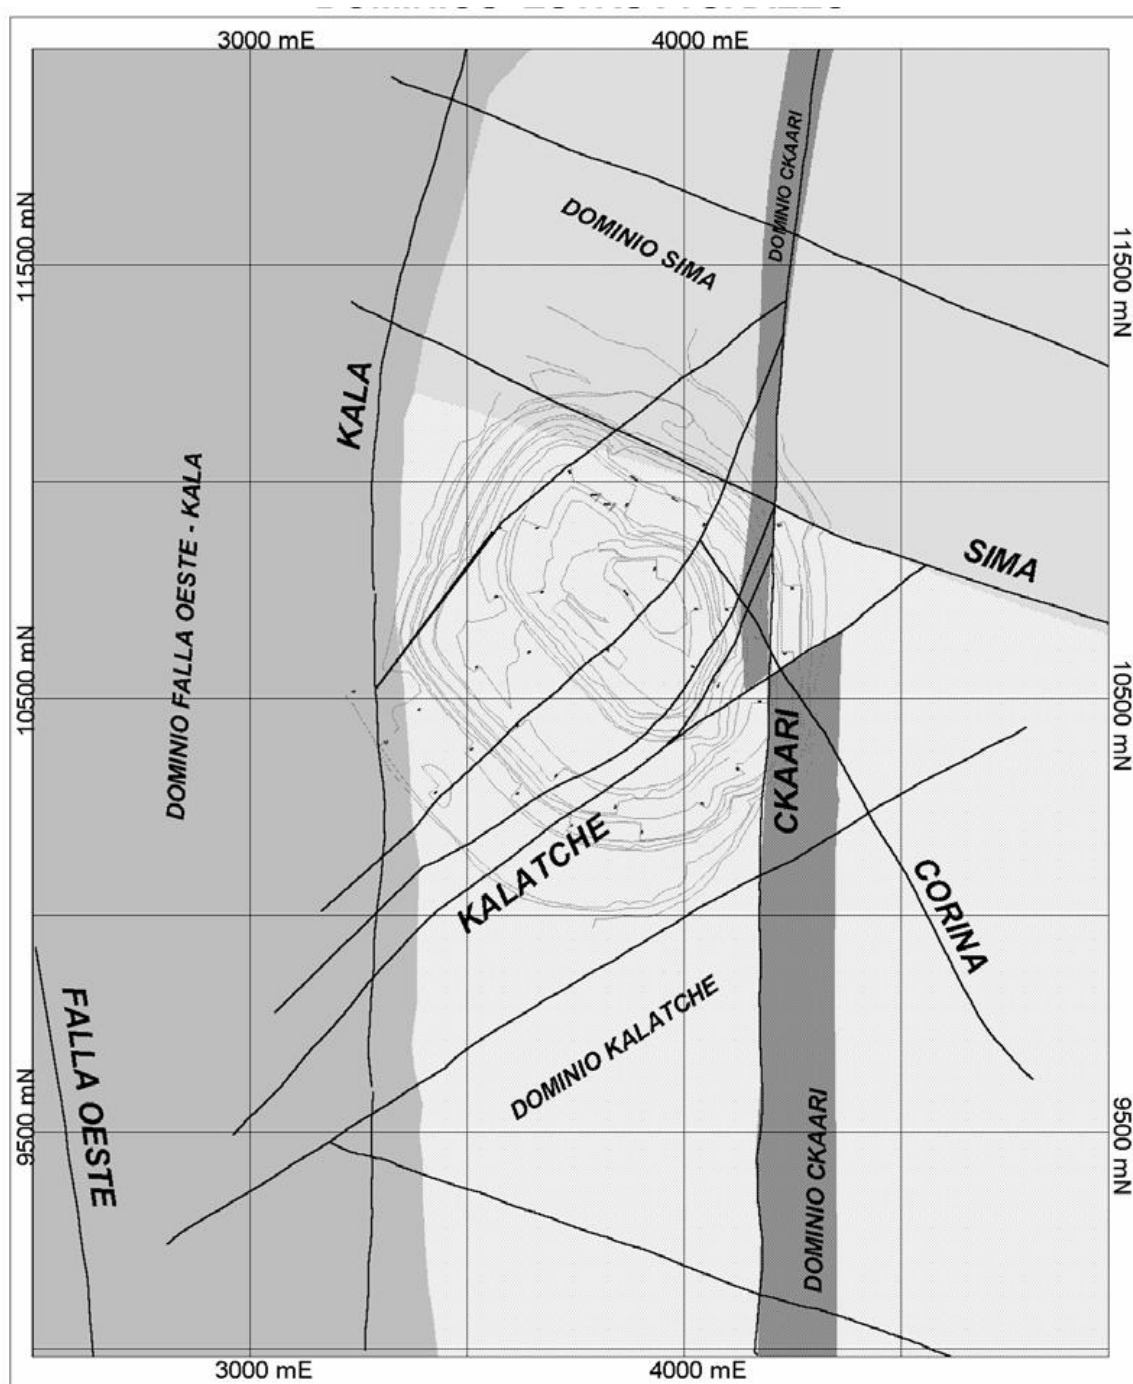 3000 mE
4000 mE
DOMINIO CKAARI
DOMINIO SIMA
11500 mN
11500 mN
KALA
DOMINIO FALLA OESTE - KALA
SIMA
10500 mN
10500 mN
CKAARI
KALATCHE
CORINA
DOMINIO KALATCHE
FALLA OESTE
9500 mN
9500 mN
DOMINIO CKAARI
3000 mE
4000 mE